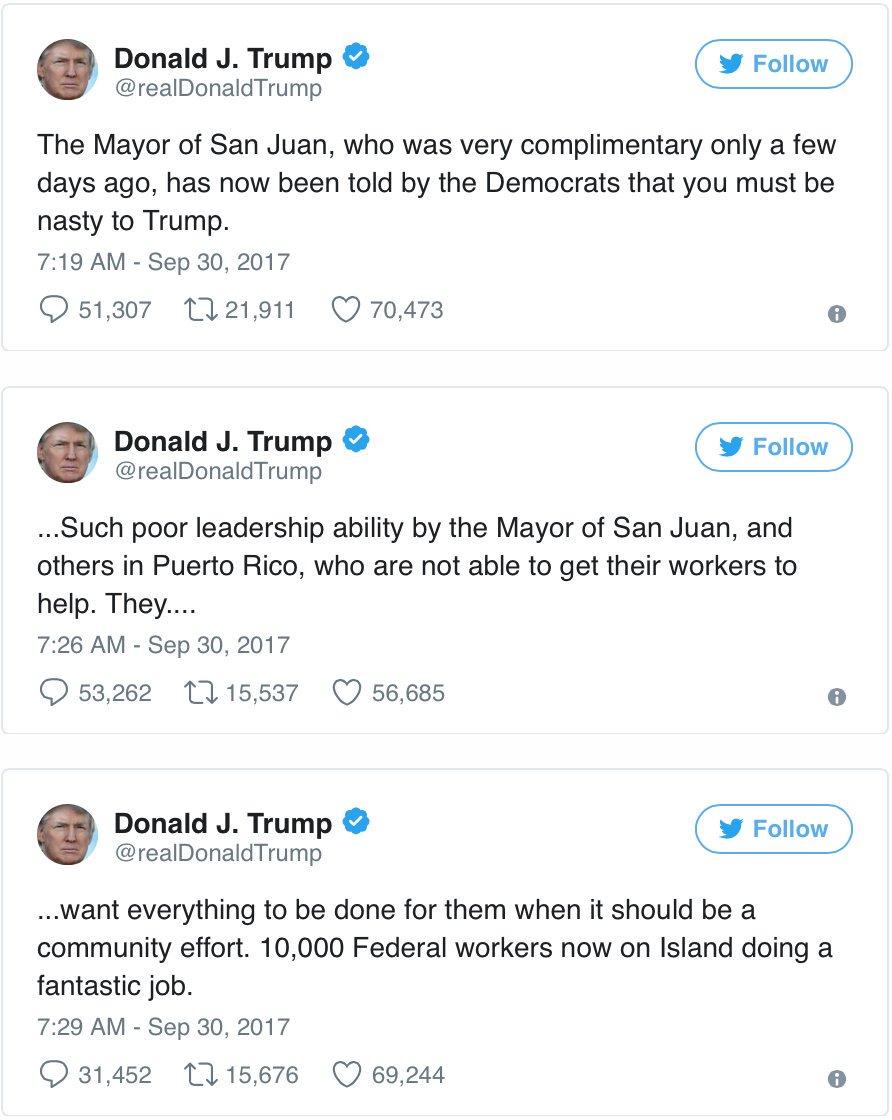 Donald J. Trump
Follow
@realDonaldTrump
The Mayor of San Juan, who was very complimentary only a few
days ago, has now been told by the Democrats that you must be
nasty to Trump.
7:19 AM - Sep 30, 2017
51,307 21,911 70,473
Donald J. Trump
Follow
@realDonaldTrump
...Such poor leadership ability by the Mayor of San Juan, and
others in Puerto Rico, who are not able to get their workers to
help. They....
7:26 AM - Sep 30, 2017
53,262 15,537 56,685
Donald J. Trump
Follow
@realDonaldTrump
...want everything to be done for them when it should be a
community effort. 10,000 Federal workers now on Island doing a
fantastic job.
7:29 AM - Sep 30, 2017
31,452 15,676 69,244